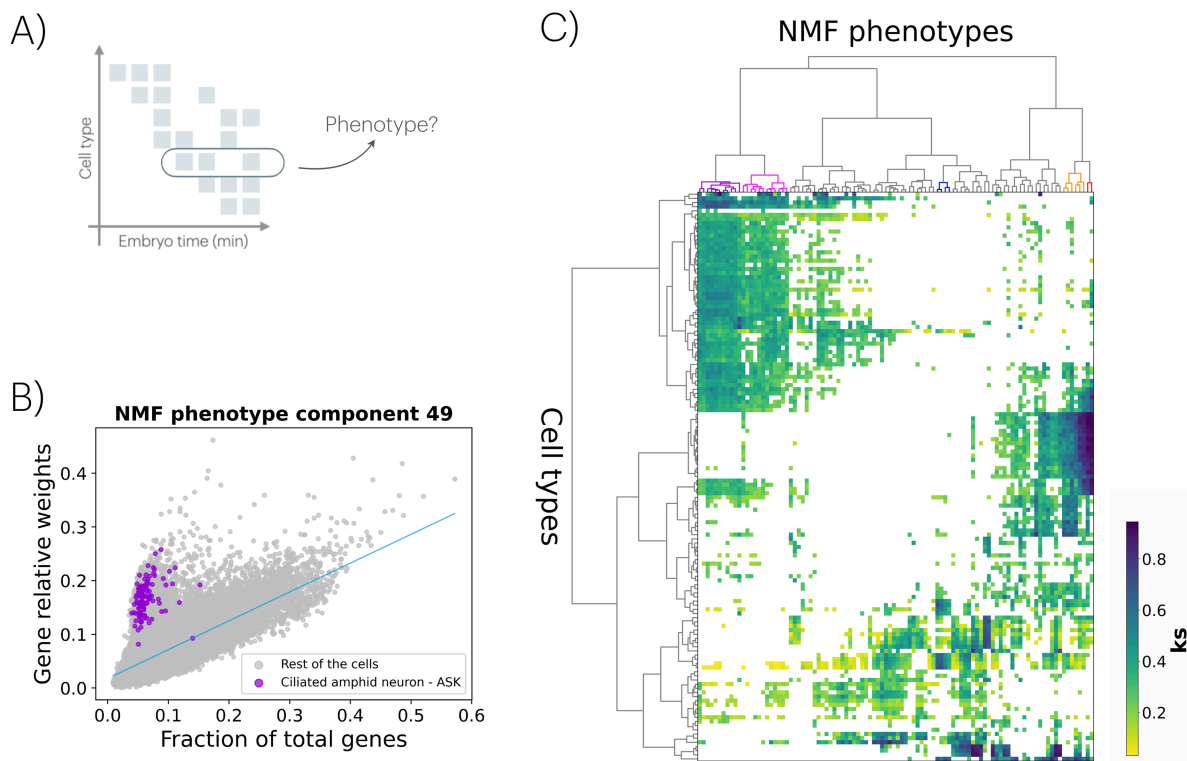 A)
Cell type
Phenotype?
Embryo time (min)
B)
NMF phenotype component 49
Gene relative weights
0.4
0.3
0.2
0.1
0.0
Rest of the cells
Ciliated amphid neuron - ASK
0.0 0.1 0.2 0.3 0.4 0.5 0.6
Fraction of total genes
C)
NMF phenotypes
Cell types
0.8
0.6
0.4
0.2
ks